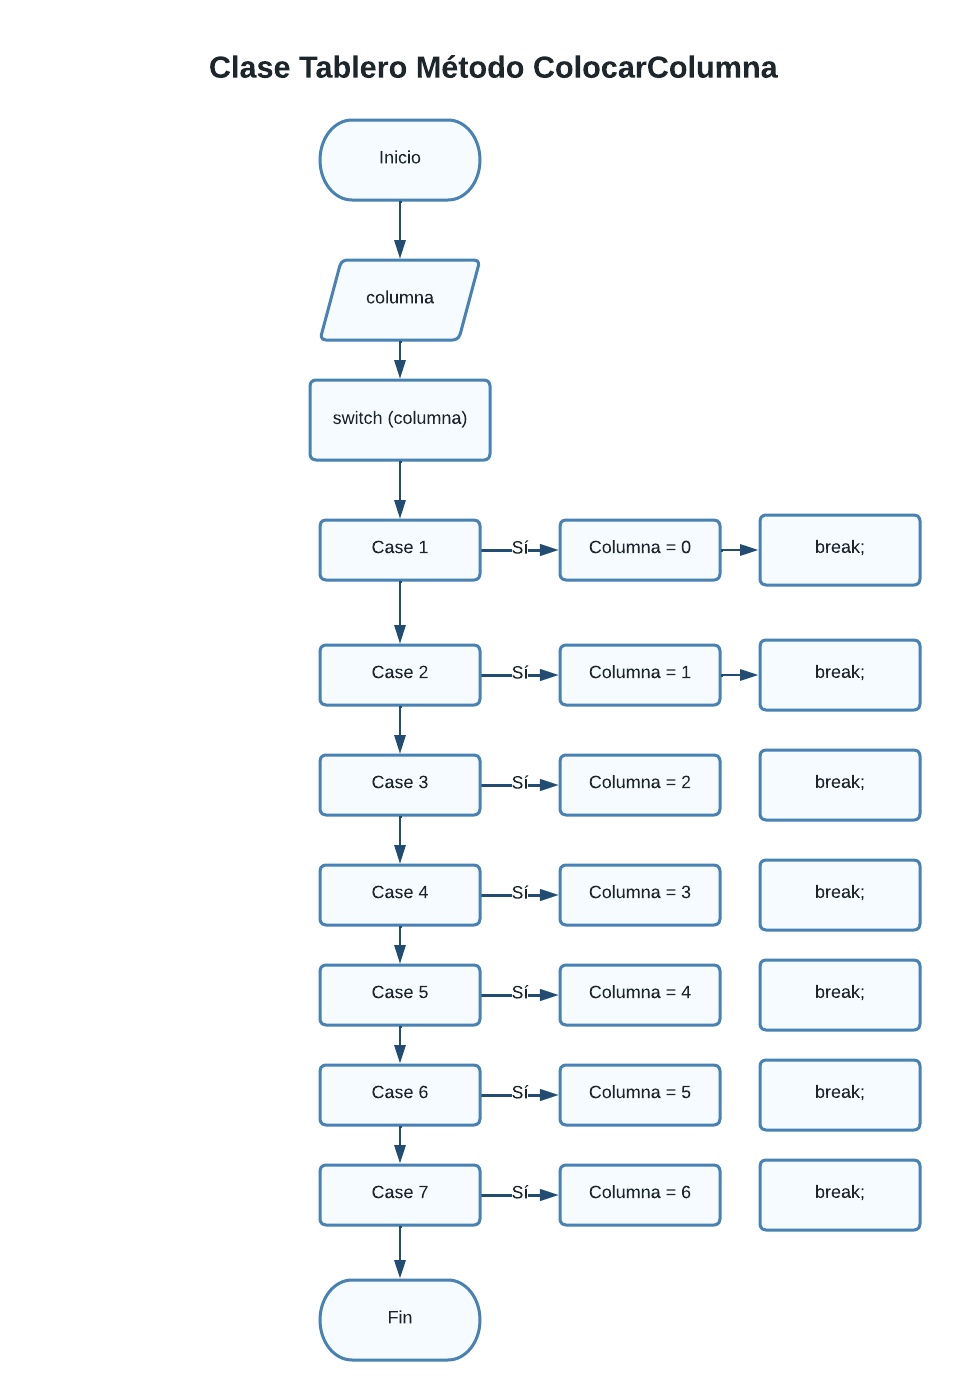 Clase Tablero Método ColocarColumna
Inicio
columna
switch (columna)
Case 1
Sí
Columna = 0
break;
Case 2
Sí
Columna = 1
break;
Case 3
Sí
Columna = 2
break;
Case 4
Sí
Columna = 3
break;
Case 5
Sí
Columna = 4
break;
Case 6
Sí
Columna = 5
break;
Case 7
Sí
Columna = 6
break;
Fin